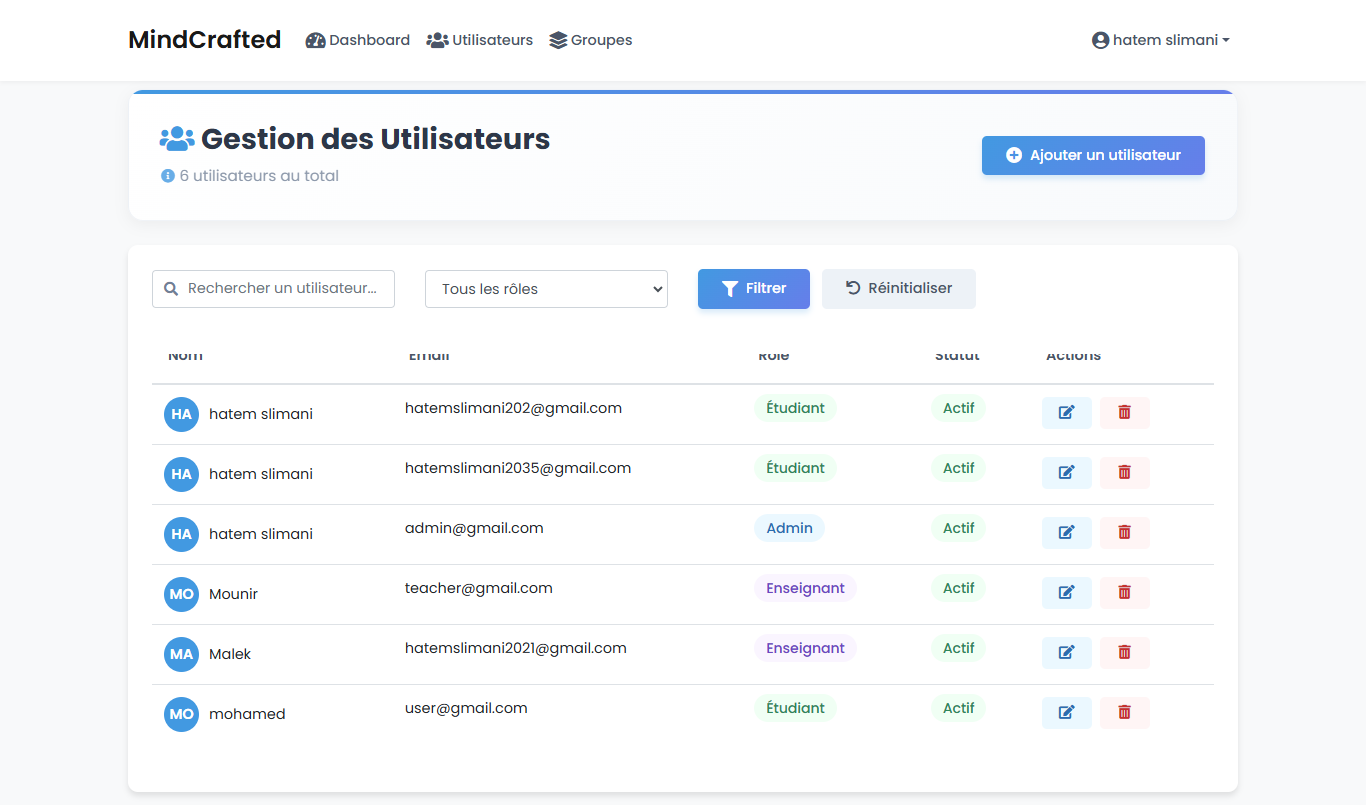 MindCrafted Dashboard Utilisateurs Groupes hatem slimani
Gestion des Utilisateurs
6 utilisateurs au total
Ajouter un utilisateur
Rechercher un utilisateur... Tous les rôles Filtrer Réinitialiser
Nom Email Rôle Statut Actions
HA hatem slimani hatemslimani202@gmail.com Étudiant Actif
HA hatem slimani hatemslimani2035@gmail.com Étudiant Actif
HA hatem slimani admin@gmail.com Admin Actif
MO Mounir teacher@gmail.com Enseignant Actif
MA Malek hatemslimani2021@gmail.com Enseignant Actif
MO mohamed user@gmail.com Étudiant Actif